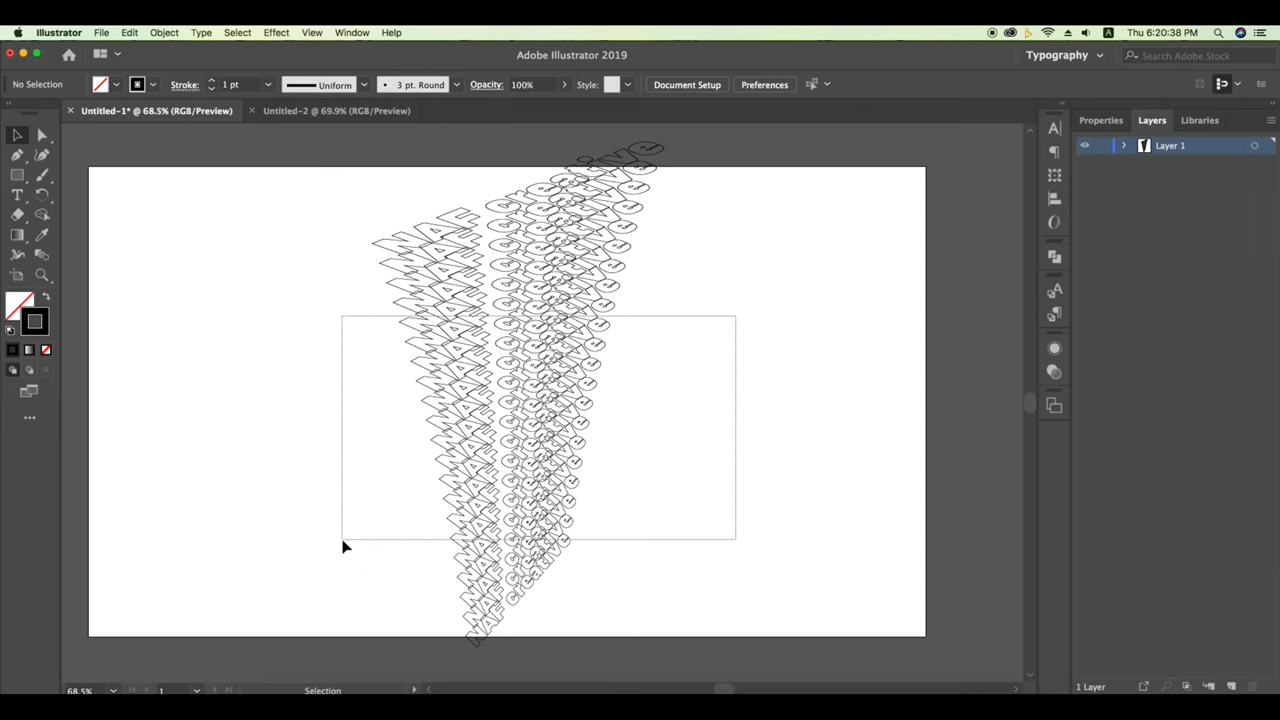 Illustrator File Edit Object Type Select Effect View Window Help
A Thu 6:20:38 PM
Adobe Illustrator 2019
Typography
Search Adobe Stock
No Selection
Stroke: 1 pt
Uniform
3 pt. Round
Opacity: 100%
Style:
Document Setup
Preferences
Untitled-1* @ 68.5% (RGB/Preview)
Untitled-2 @ 69.9% (RGB/Preview)
Properties
Layers
Libraries
Layer 1
NAF creative
68.5%
1
Selection
1 Layer